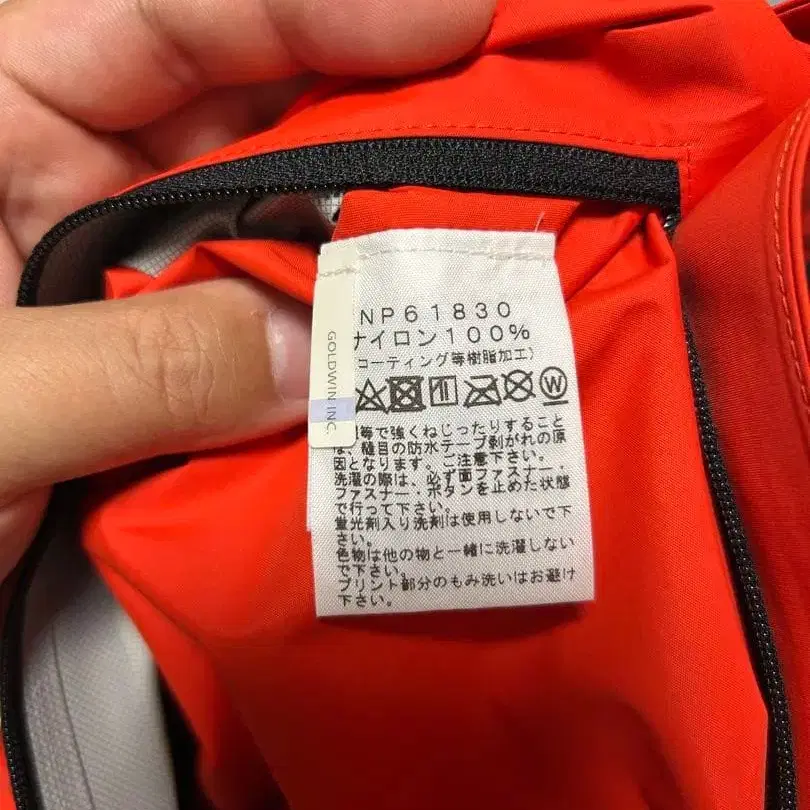 NP61830
ナイロン100%
コーティング等樹脂加工)
GOLDWIN INC.
W
等で強くねじったりすること
は、縫目の防水テープ剥がれの原
因となります。ご注意下さい。
洗濯の際は、必ず面ファスナー・
ファスナー・ボタンを止めた状態
で行って下さい。
蛍光剤入り洗剤は使用しないで下
さい。
色物は他の物と一緒に洗濯しない
で下さい。
プリント部分のもみ洗いはお避け
下さい。